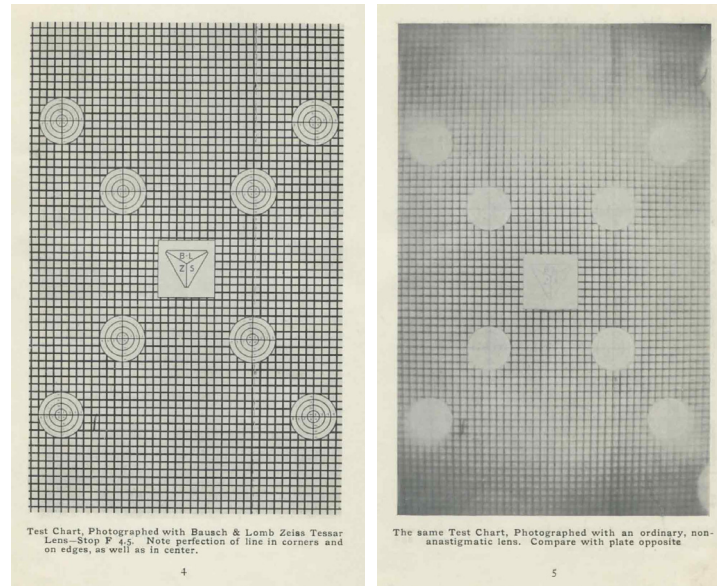 B·L
Z S
Test Chart, Photographed with Bausch & Lomb Zeiss Tessar
Lens—Stop F 4.5. Note perfection of line in corners and
on edges, as well as in center.
4
The same Test Chart, Photographed with an ordinary, non-
anastigmatic lens. Compare with plate opposite
5